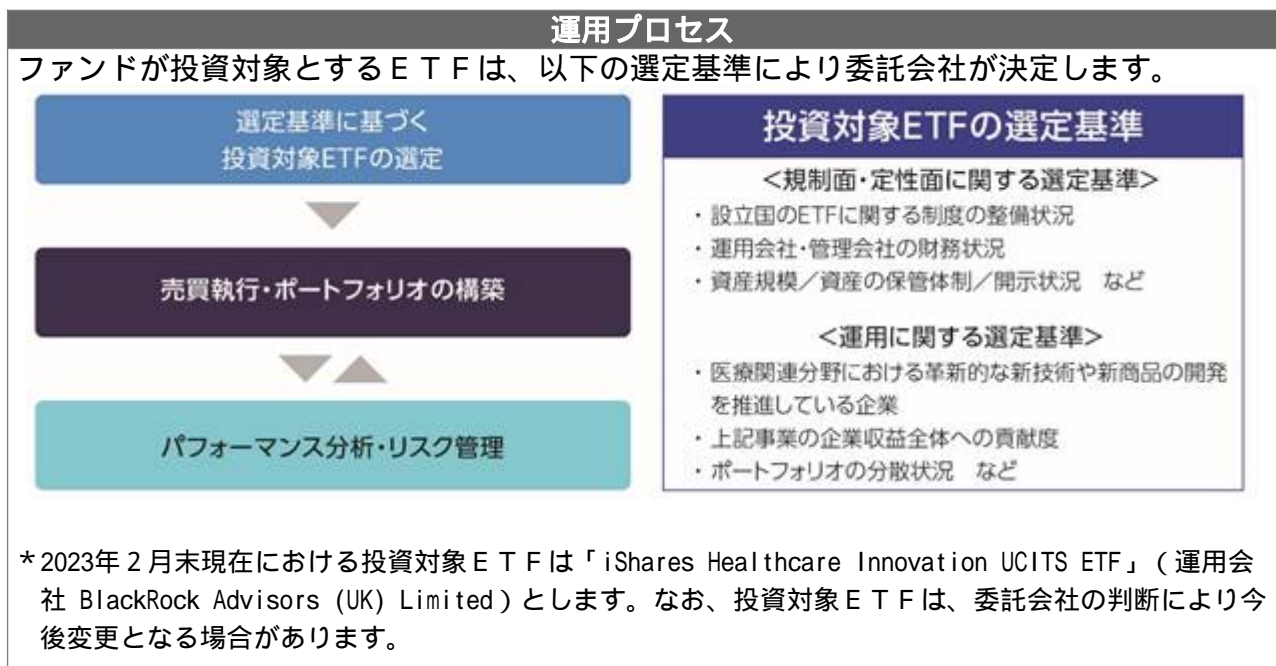 運用プロセス
ファンドが投資対象とするＥＴＦは、以下の選定基準により委託会社が決定します。
選定基準に基づく
投資対象ETFの選定
売買執行・ポートフォリオの構築
パフォーマンス分析・リスク管理
投資対象ETFの選定基準
＜規制面・定性面に関する選定基準＞
・設立国のETFに関する制度の整備状況
・運用会社・管理会社の財務状況
・資産規模／資産の保管体制／開示状況　など
＜運用に関する選定基準＞
・医療関連分野における革新的な新技術や新商品の開発
を推進している企業
・上記事業の企業収益全体への貢献度
・ポートフォリオの分散状況　など
＊2023年２月末現在における投資対象ＥＴＦは「iShares Healthcare Innovation UCITS ETF」（運用会
社 BlackRock Advisors (UK) Limited）とします。なお、投資対象ＥＴＦは、委託会社の判断により今
後変更となる場合があります。